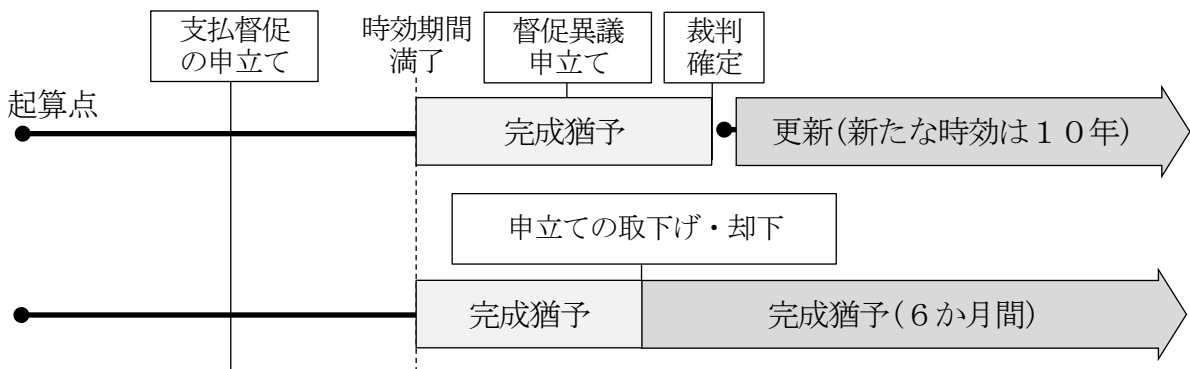 支払督促
の申立て
時効期間
満了
督促異議
申立て
裁判
確定
起算点
完成猶予
更新(新たな時効は１０年)
申立ての取下げ・却下
完成猶予
完成猶予(６か月間)